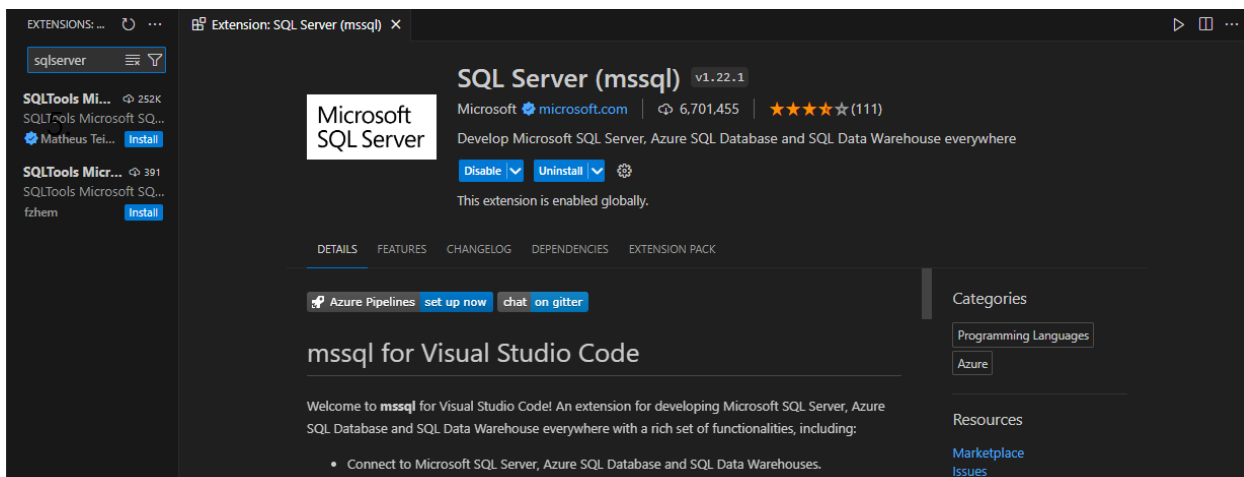 EXTENSIONS: ...
Extension: SQL Server (mssql)
sqlserver
SQLTools Mi... 252K
SQLTools Microsoft SQ...
5
Matheus Tei... Install
SQLTools Micr... 391
SQLTools Microsoft SQ...
fzhem Install
Microsoft
SQL Server
SQL Server (mssql) v1.22.1
Microsoft microsoft.com 6,701,455 (111)
Develop Microsoft SQL Server, Azure SQL Database and SQL Data Warehouse everywhere
Disable Uninstall
This extension is enabled globally.
DETAILS FEATURES CHANGELOG DEPENDENCIES EXTENSION PACK
Azure Pipelines set up now chat on gitter
mssql for Visual Studio Code
Welcome to mssql for Visual Studio Code! An extension for developing Microsoft SQL Server, Azure
SQL Database and SQL Data Warehouse everywhere with a rich set of functionalities, including:
• Connect to Microsoft SQL Server, Azure SQL Database and SQL Data Warehouses.
Categories
Programming Languages
Azure
Resources
Marketplace
Issues